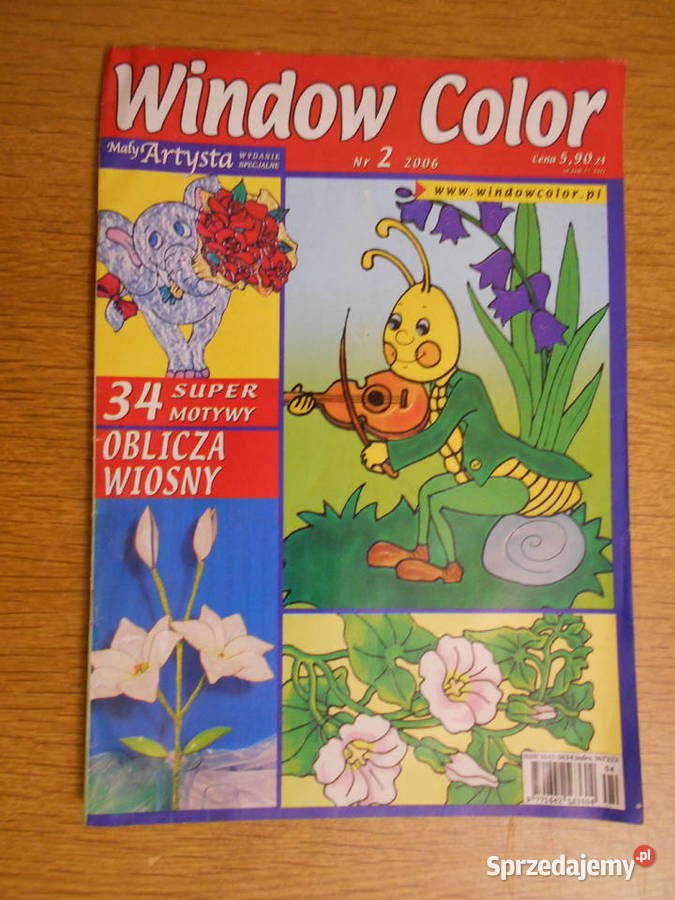 Window Color
Mały Artysta WYDANIE SPECJALNE
Nr 2 2006
Cena 5,90 zł
www.windowcolor.pl
34 SUPER MOTYWY
OBLICZA
WIOSNY
04
Sprzedajemy.pl